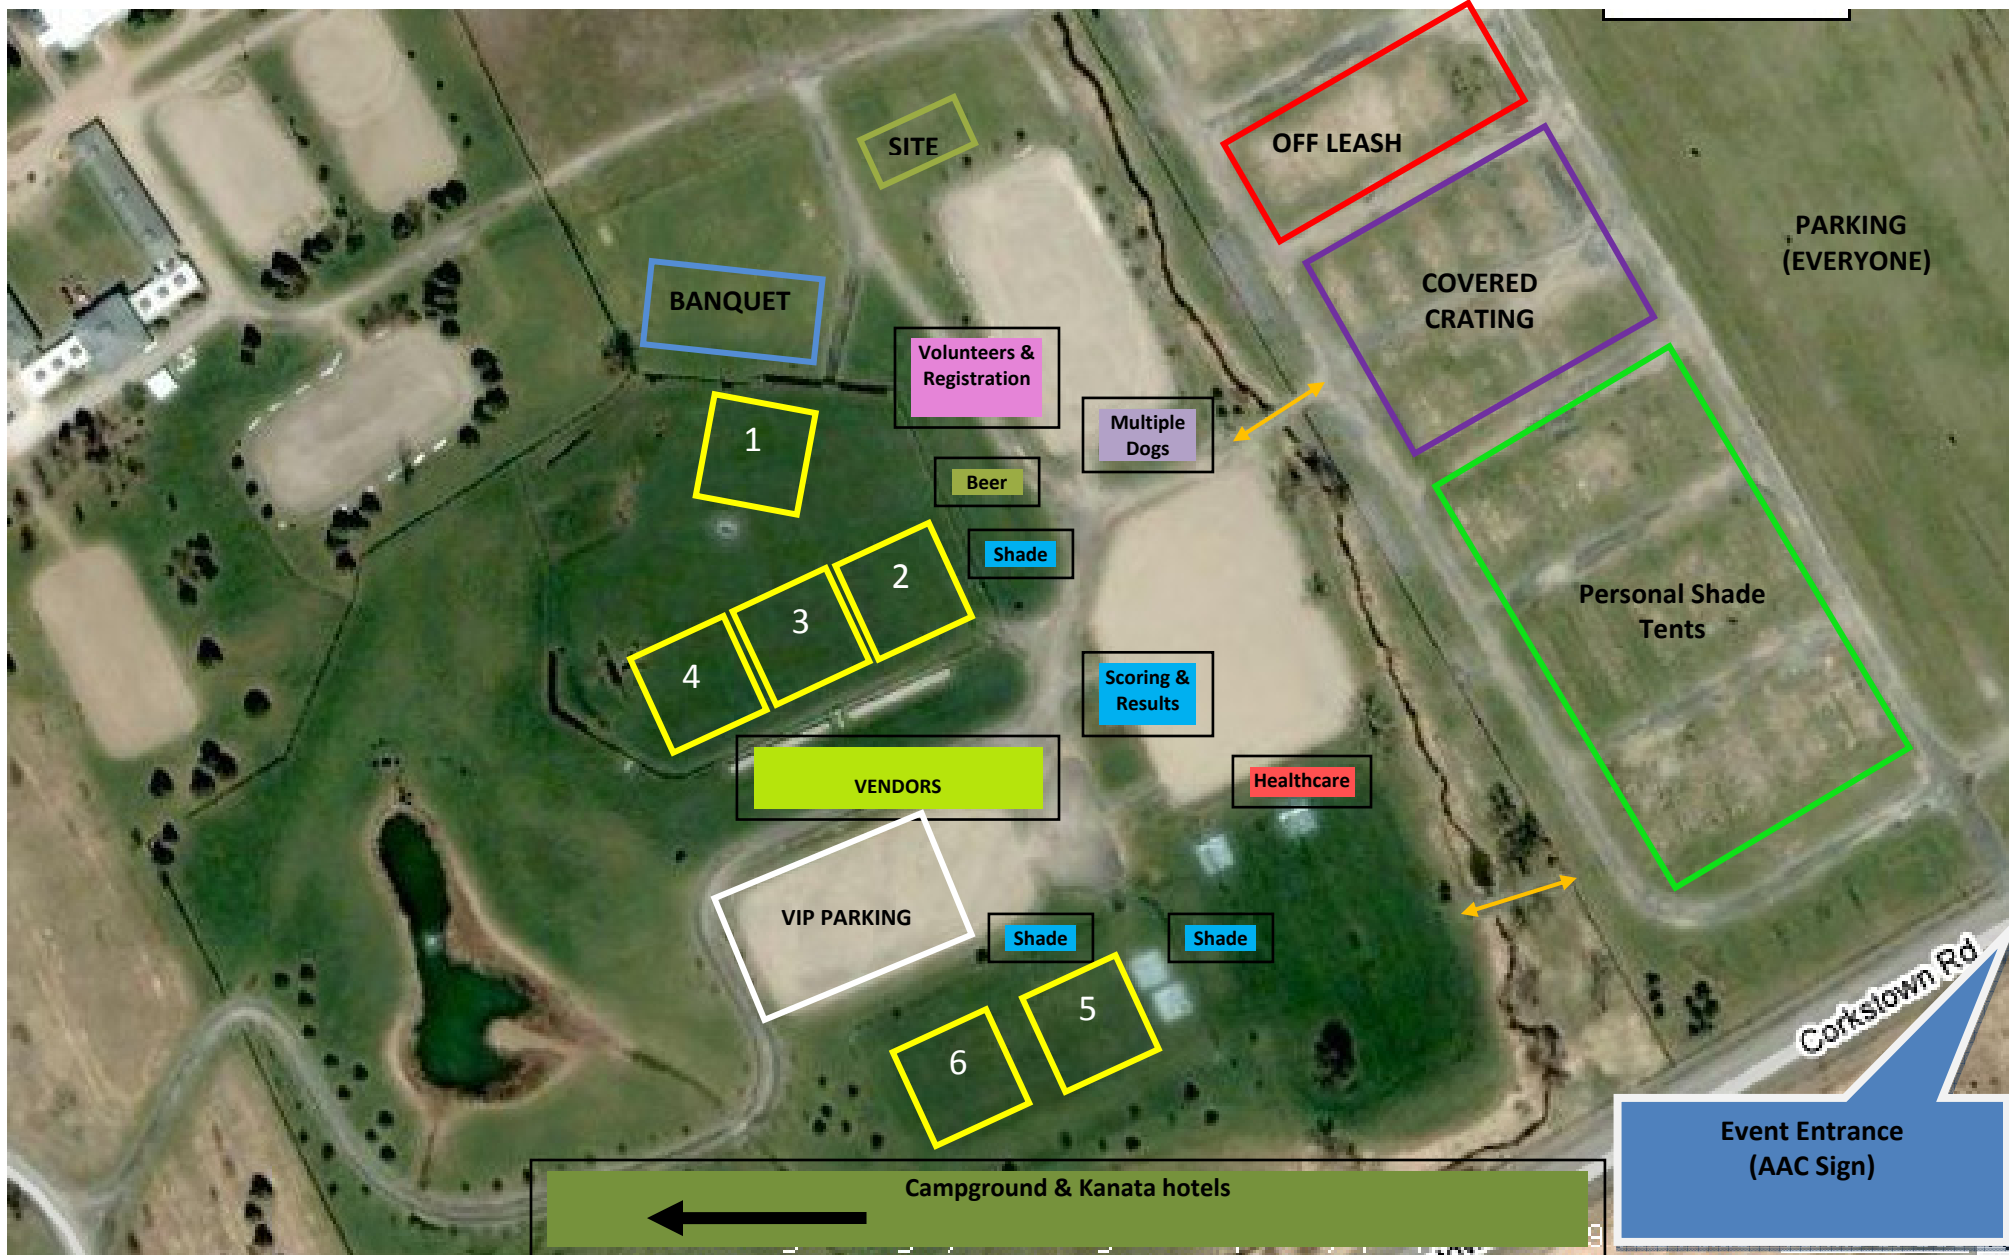 SITE
OFF LEASH
PARKING
(EVERYONE)
BANQUET
COVERED
CRATING
Volunteers &
Registration
Multiple
Dogs
1
Beer
Shade
2
3
4
Personal Shade
Tents
Scoring &
Results
VENDORS
Healthcare
VIP PARKING
Shade
Shade
5
6
Corkstown Rd
Event Entrance
(AAC Sign)
Campground & Kanata hotels